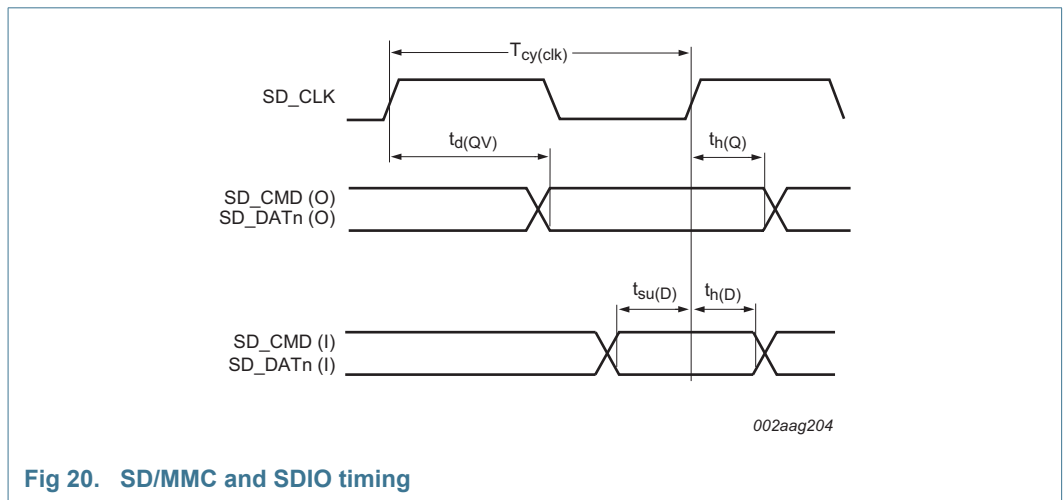 T_cy(clk)
SD_CLK
t_d(QV)
t_h(Q)
SD_CMD (O)
SD_DATn (O)
t_su(D)
t_h(D)
SD_CMD (I)
SD_DATn (I)
002aag204
Fig 20. SD/MMC and SDIO timing